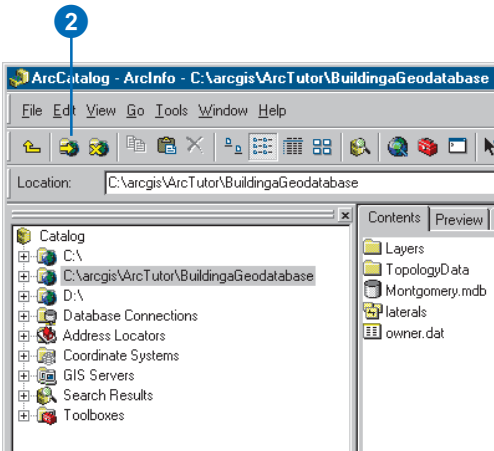 2
ArcCatalog - ArcInfo - C:\arcgis\ArcTutor\BuildingaGeodatabase
File Edit View Go Tools Window Help
Location: C:\arcgis\ArcTutor\BuildingaGeodatabase
Contents Preview
Catalog
C:\
C:\arcgis\ArcTutor\BuildingaGeodatabase
D:\
Database Connections
Address Locators
Coordinate Systems
GIS Servers
Search Results
Toolboxes
Layers
TopologyData
Montgomery.mdb
laterals
owner.dat